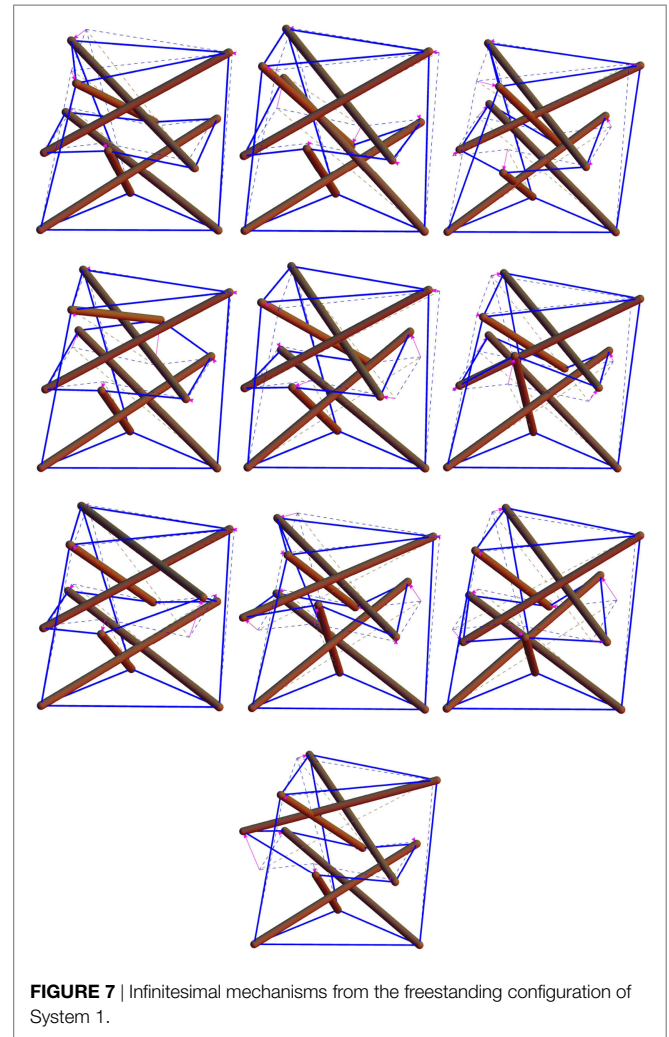 FIGURE 7 | Infinitesimal mechanisms from the freestanding configuration of
System 1.